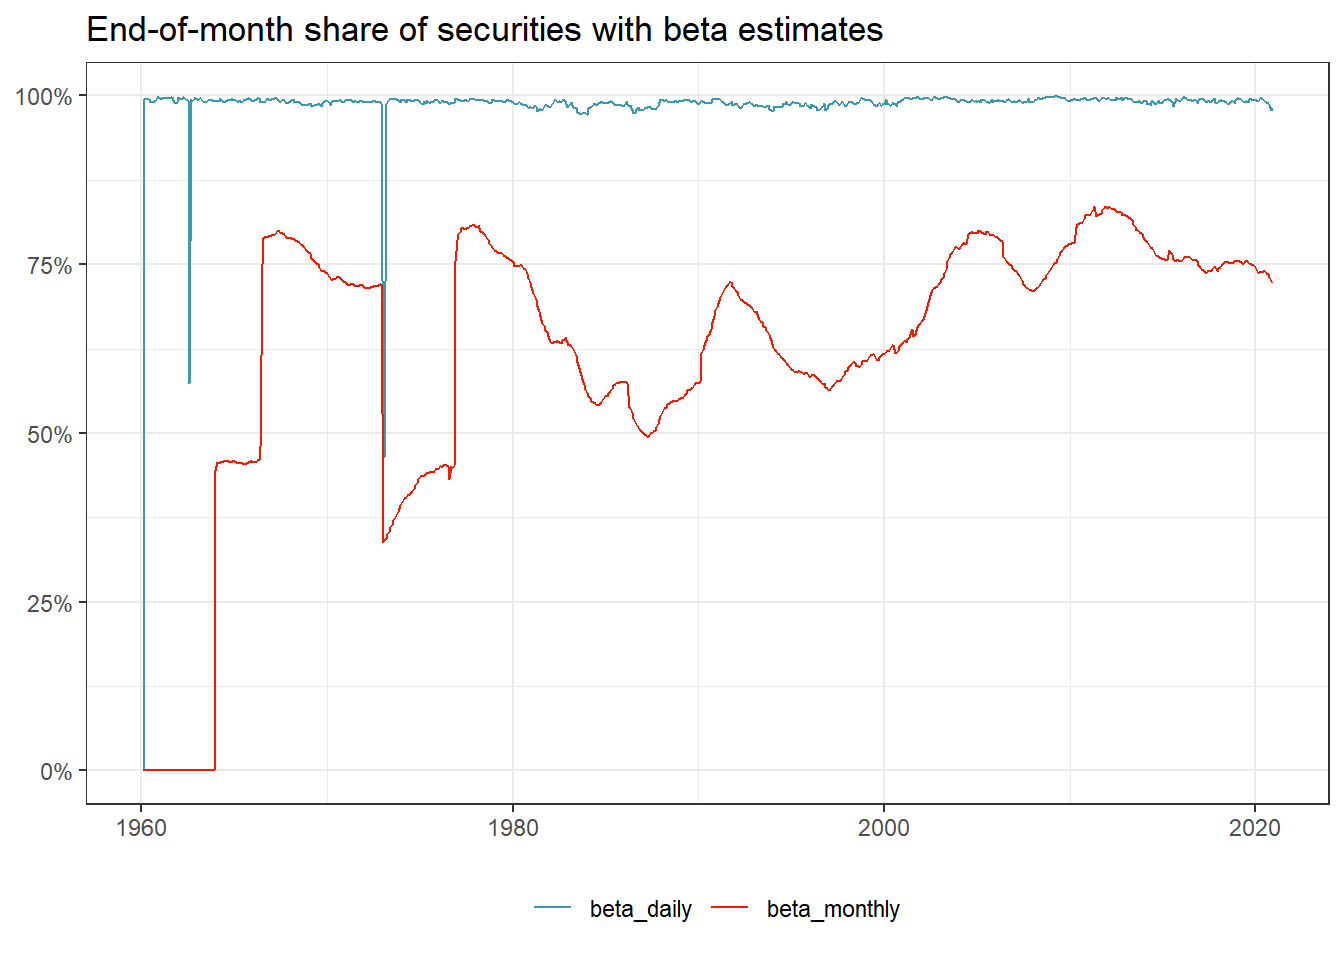 End-of-month share of securities with beta estimates
100%
75%
50%
25%
0%
1960 1980 2000 2020
beta_daily beta_monthly